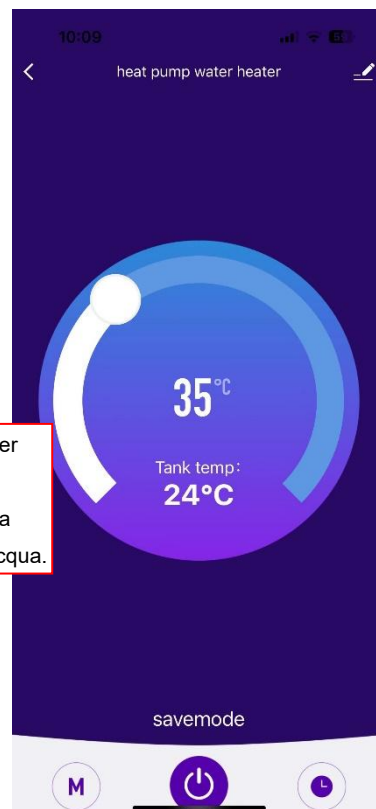 10:09
heat pump water heater
35°C
er
Tank temp:
a
24°C
cqua.
savemode
M